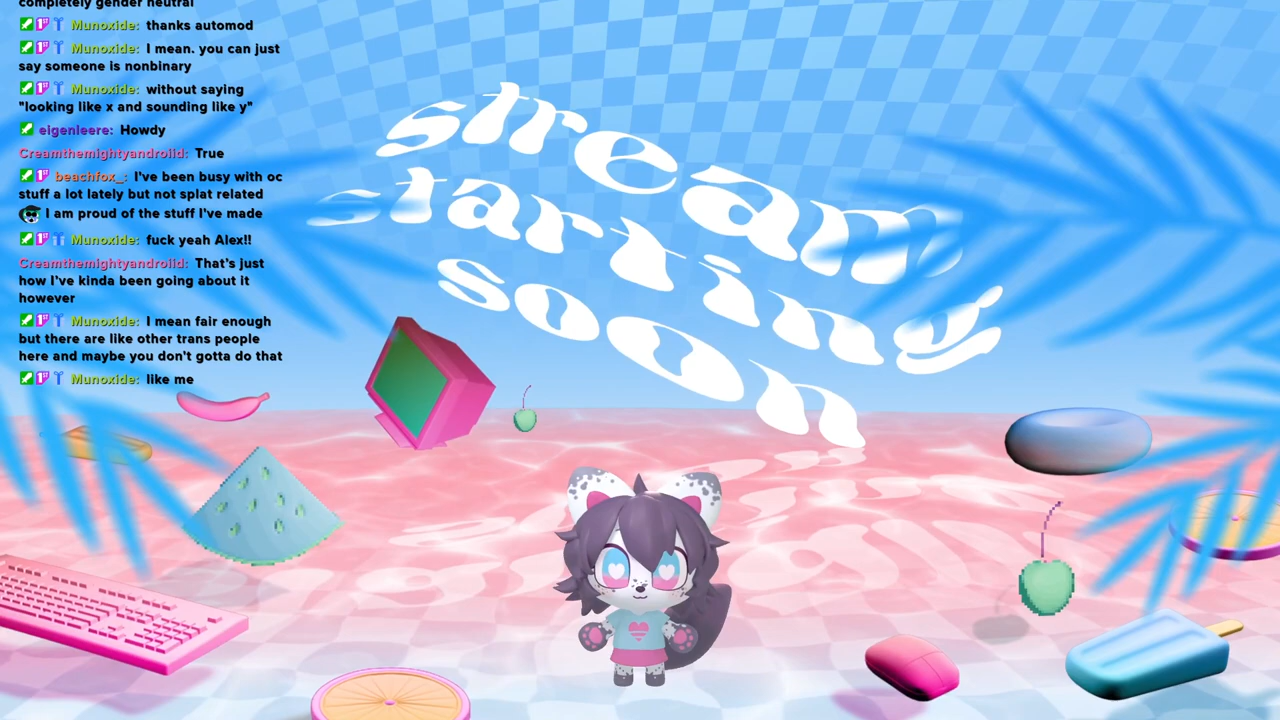 completely gender neutral
Munoxide: thanks automod
Munoxide: I mean. you can just
say someone is nonbinary
Munoxide: without saying
"looking like x and sounding like y"
eigenleere: Howdy
Creamthemightyandroiid: True
beachfox_: I've been busy with oc
stuff a lot lately but not splat related
I am proud of the stuff I've made
Munoxide: fuck yeah Alex!!
Creamthemightyandroiid: That's just
how I've kinda been going about it
however
Munoxide: I mean fair enough
but there are like other trans people
here and maybe you don't gotta do that
Munoxide: like me
stream
starting
soon